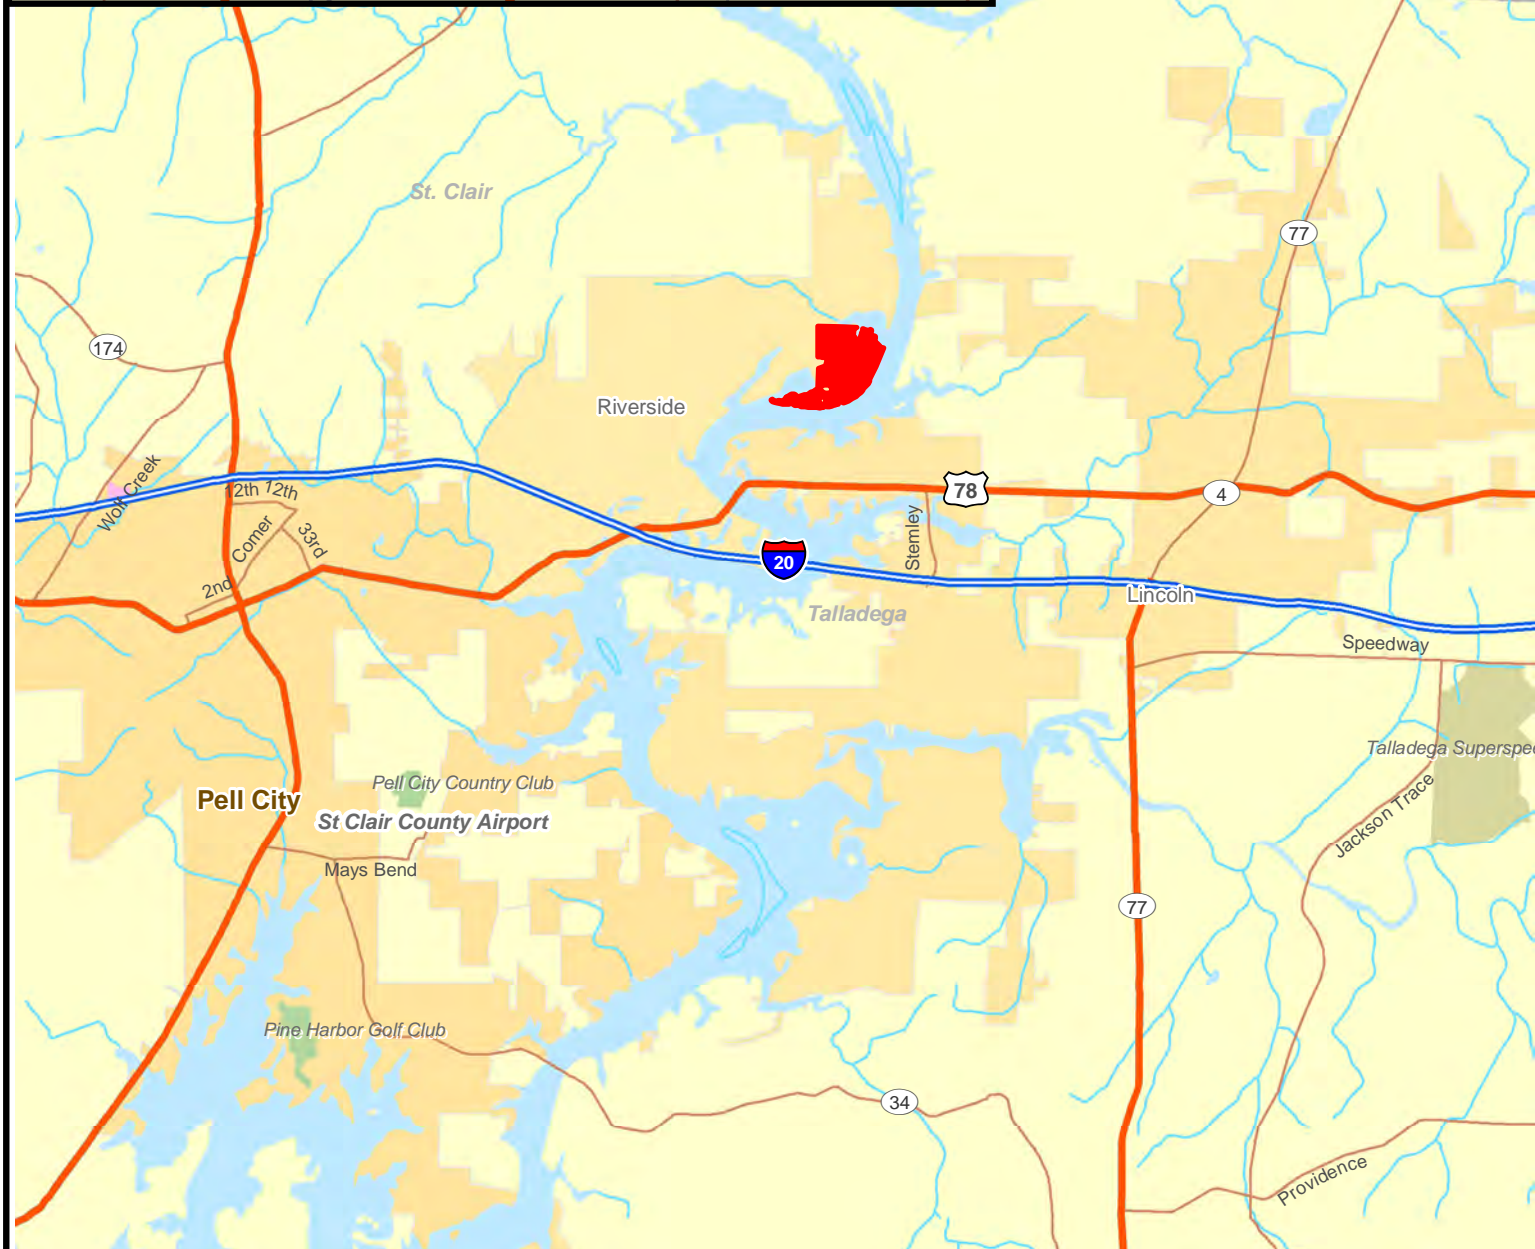 St. Clair
77
174
Riverside
Wolf Creek
12th
12th
78
4
Comer
33rd
Stemley
20
2nd
Lincoln
Talladega
Speedway
Talladega Superspee
Pell City Country Club
Pell City
St Clair County Airport
Jackson Trace
Mays Bend
77
Pine Harbor Golf Club
34
Providence